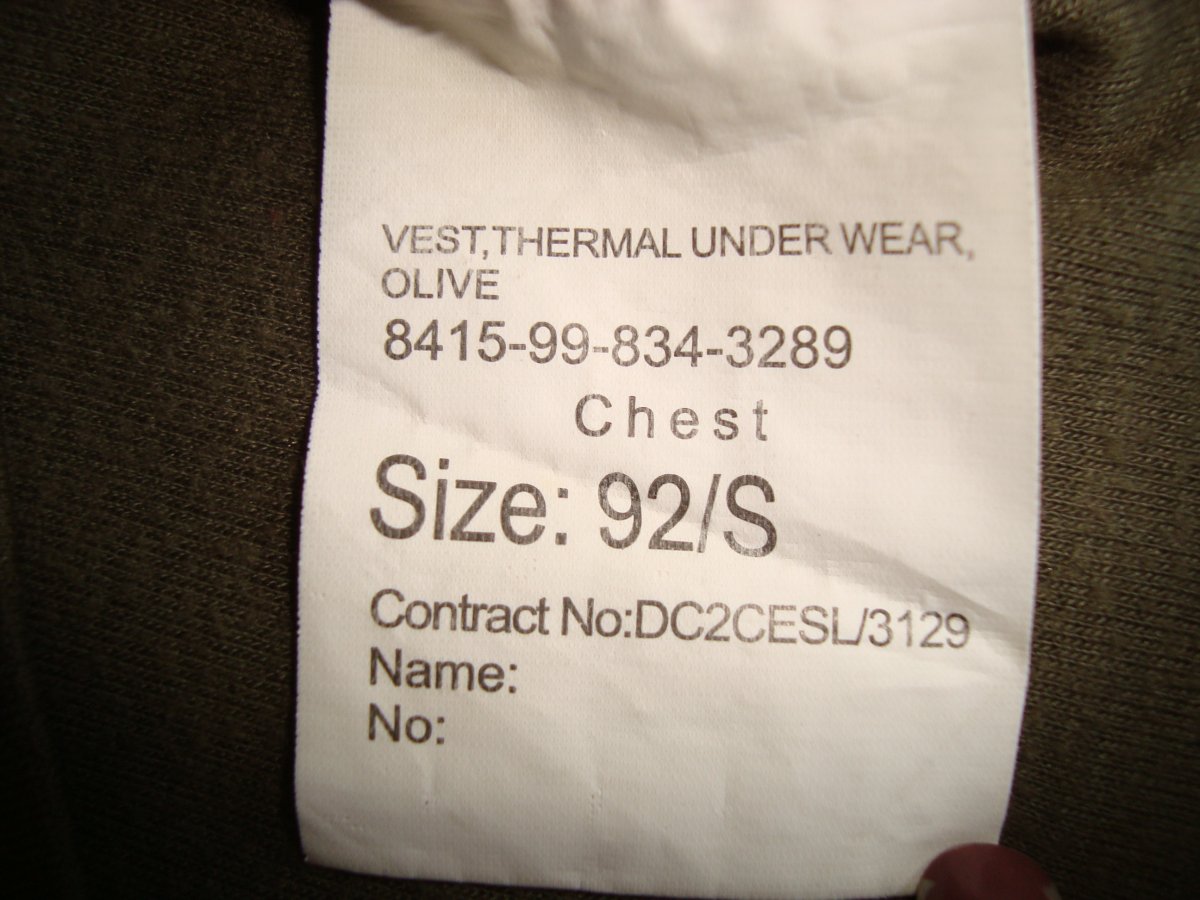 VEST,THERMAL UNDER WEAR,
OLIVE
8415-99-834-3289
Chest
Size: 92/S
Contract No:DC2CESL/3129
Name:
No: